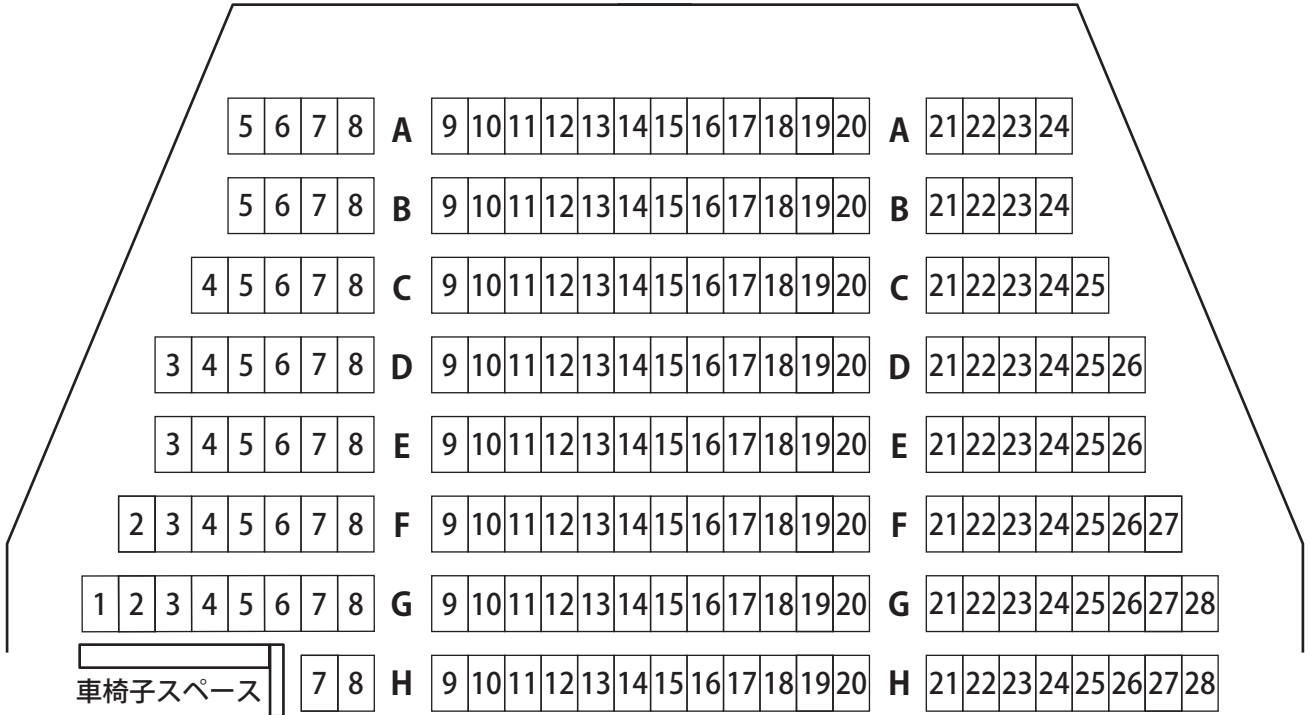 5 6 7 8 A 9 10 11 12 13 14 15 16 17 18 19 20 A 21 22 23 24
5 6 7 8 B 9 10 11 12 13 14 15 16 17 18 19 20 B 21 22 23 24
4 5 6 7 8 C 9 10 11 12 13 14 15 16 17 18 19 20 C 21 22 23 24 25
3 4 5 6 7 8 D 9 10 11 12 13 14 15 16 17 18 19 20 D 21 22 23 24 25 26
3 4 5 6 7 8 E 9 10 11 12 13 14 15 16 17 18 19 20 E 21 22 23 24 25 26
2 3 4 5 6 7 8 F 9 10 11 12 13 14 15 16 17 18 19 20 F 21 22 23 24 25 26 27
1 2 3 4 5 6 7 8 G 9 10 11 12 13 14 15 16 17 18 19 20 G 21 22 23 24 25 26 27 28
車椅子スペース 7 8 H 9 10 11 12 13 14 15 16 17 18 19 20 H 21 22 23 24 25 26 27 28